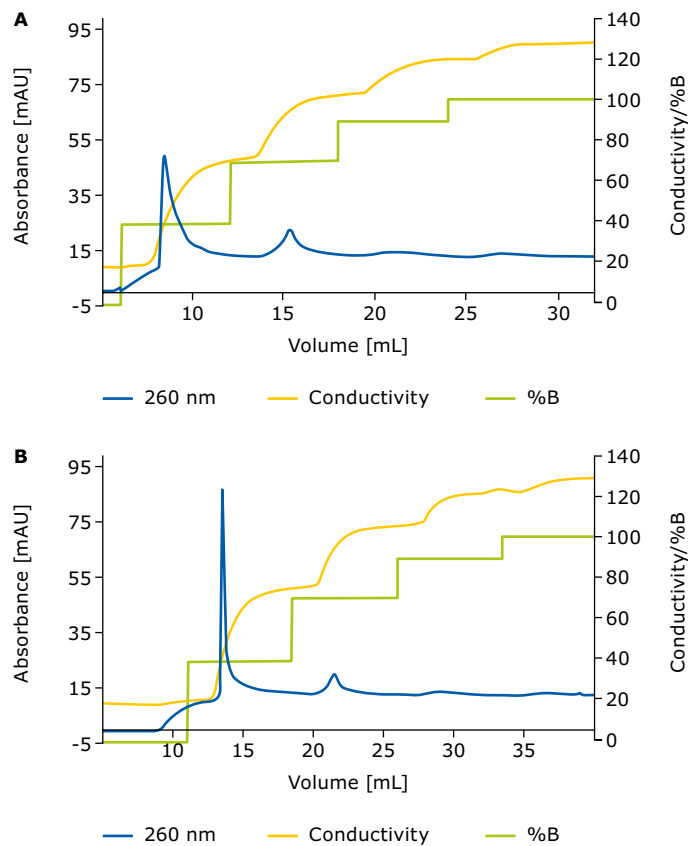 A
95
75
55
35
15
-5
Absorbance [mAU]
140
120
100
80
60
40
20
0
Conductivity/%B
10 15 20 25 30
Volume [mL]
260 nm Conductivity %B
B
95
75
55
35
15
-5
Absorbance [mAU]
140
120
100
80
60
40
20
0
Conductivity/%B
10 15 20 25 30 35
Volume [mL]
260 nm Conductivity %B